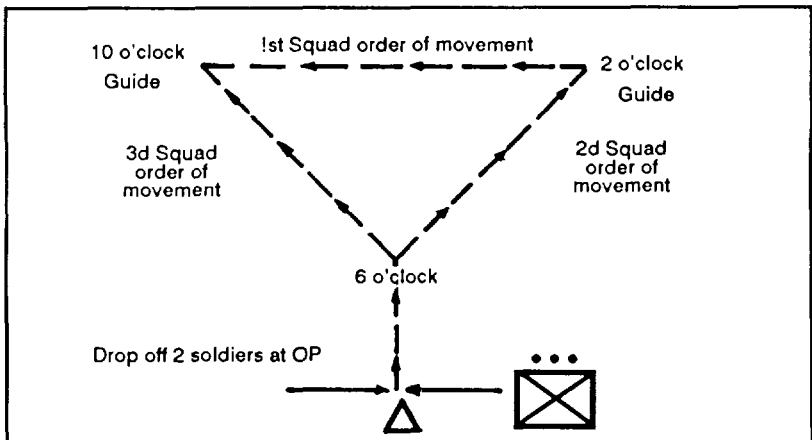 !st Squad order of movement
10 o'clock
Guide
2 o'clock
Guide
3d Squad
order of
movement
2d Squad
order of
movement
6 o'clock
Drop off 2 soldiers at OP